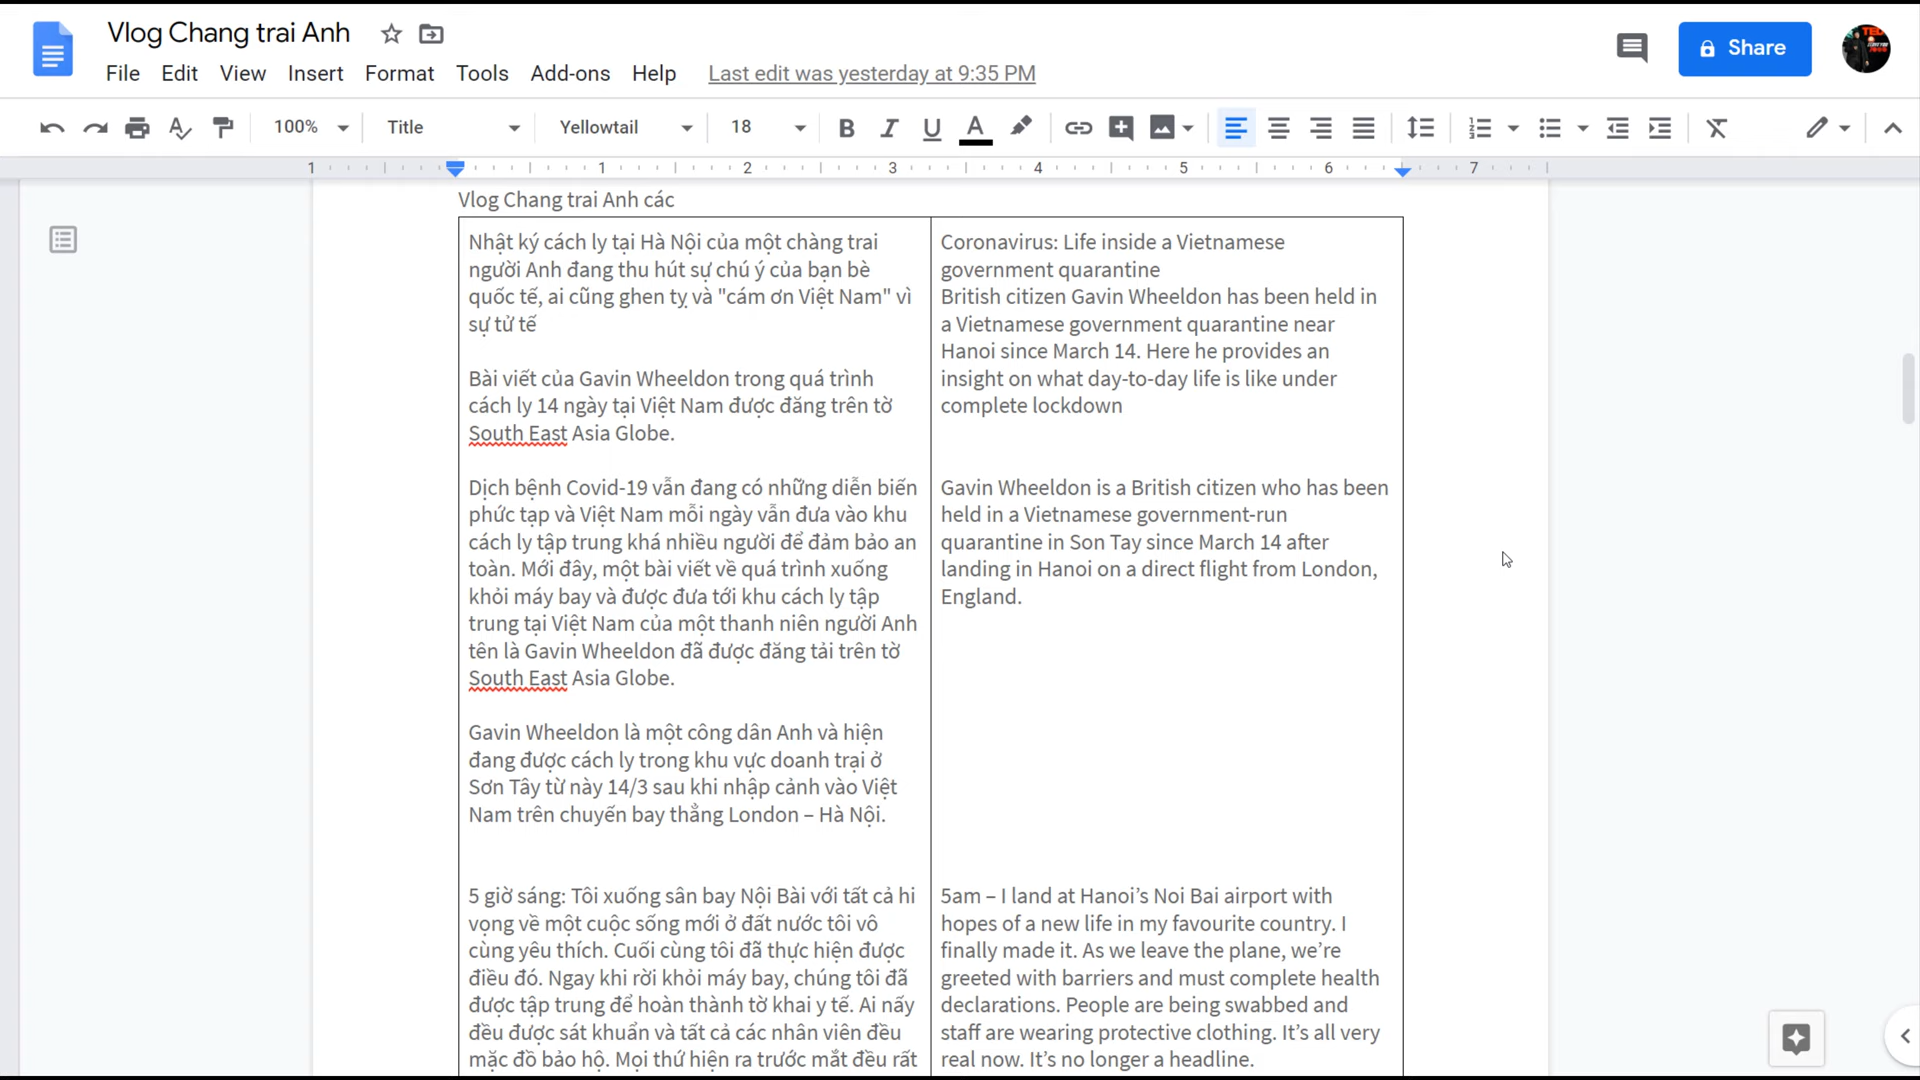 Vlog Chang trai Anh
File Edit View Insert Format Tools Add-ons Help Last edit was yesterday at 9:35 PM
Share
100% Title Yellowtail 18 B I U A
1 1 2 3 4 5 6 7
Vlog Chang trai Anh các
Nhật ký cách ly tại Hà Nội của một chàng trai
người Anh đang thu hút sự chú ý của bạn bè
quốc tế, ai cũng ghen tỵ và "cám ơn Việt Nam" vì
sự tử tế
Bài viết của Gavin Wheeldon trong quá trình
cách ly 14 ngày tại Việt Nam được đăng trên tờ
South East Asia Globe.
Dịch bệnh Covid-19 vẫn đang có những diễn biến
phức tạp và Việt Nam mỗi ngày vẫn đưa vào khu
cách ly tập trung khá nhiều người để đảm bảo an
toàn. Mới đây, một bài viết về quá trình xuống
khỏi máy bay và được đưa tới khu cách ly tập
trung tại Việt Nam của một thanh niên người Anh
tên là Gavin Wheeldon đã được đăng tải trên tờ
South East Asia Globe.
Gavin Wheeldon là một công dân Anh và hiện
đang được cách ly trong khu vực doanh trại ở
Sơn Tây từ này 14/3 sau khi nhập cảnh vào Việt
Nam trên chuyến bay thẳng London – Hà Nội.
5 giờ sáng: Tôi xuống sân bay Nội Bài với tất cả hi
vọng về một cuộc sống mới ở đất nước tôi vô
cùng yêu thích. Cuối cùng tôi đã thực hiện được
điều đó. Ngay khi rời khỏi máy bay, chúng tôi đã
được tập trung để hoàn thành tờ khai y tế. Ai nấy
đều được sát khuẩn và tất cả các nhân viên đều
mặc đồ bảo hộ. Mọi thứ hiện ra trước mắt đều rất
Coronavirus: Life inside a Vietnamese
government quarantine
British citizen Gavin Wheeldon has been held in
a Vietnamese government quarantine near
Hanoi since March 14. Here he provides an
insight on what day-to-day life is like under
complete lockdown
Gavin Wheeldon is a British citizen who has been
held in a Vietnamese government-run
quarantine in Son Tay since March 14 after
landing in Hanoi on a direct flight from London,
England.
5am – I land at Hanoi’s Noi Bai airport with
hopes of a new life in my favourite country. I
finally made it. As we leave the plane, we’re
greeted with barriers and must complete health
declarations. People are being swabbed and
staff are wearing protective clothing. It’s all very
real now. It’s no longer a headline.